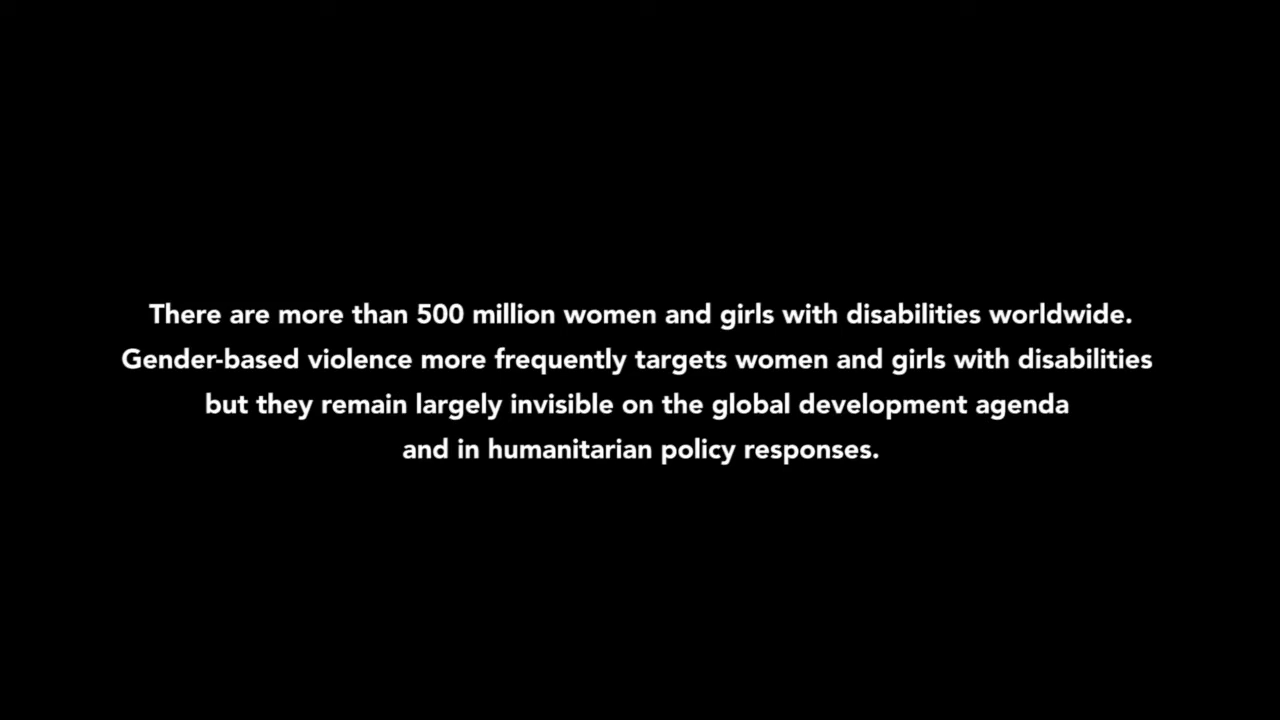 There are more than 500 million women and girls with disabilities worldwide.
Gender-based violence more frequently targets women and girls with disabilities
but they remain largely invisible on the global development agenda
and in humanitarian policy responses.